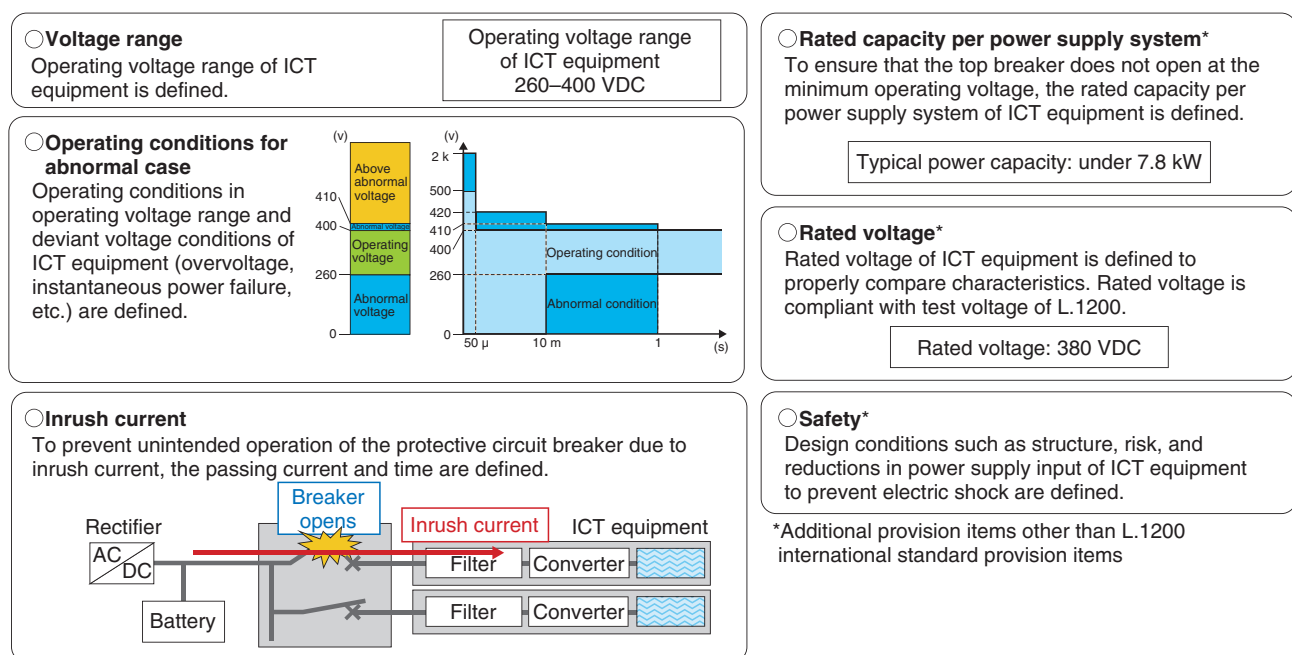 ○Voltage range
Operating voltage range of ICT
equipment is defined.
Operating voltage range
of ICT equipment
260–400 VDC
○Operating conditions for
abnormal case
Operating conditions in
operating voltage range and
deviant voltage conditions of
ICT equipment (overvoltage,
instantaneous power failure,
etc.) are defined.
(v)
410
400
260
0
Above
abnormal
voltage
Abnormal voltage
Operating
voltage
Abnormal
voltage
(v)
2 k
500
420
410
400
260
0
Operating condition
Abnormal condition
50 μ
10 m
1
(s)
○Inrush current
To prevent unintended operation of the protective circuit breaker due to
inrush current, the passing current and time are defined.
Breaker
opens
Rectifier
Inrush current
ICT equipment
AC
DC
Filter
Converter
Battery
Filter
Converter
○Rated capacity per power supply system*
To ensure that the top breaker does not open at the
minimum operating voltage, the rated capacity per
power supply system of ICT equipment is defined.
Typical power capacity: under 7.8 kW
○Rated voltage*
Rated voltage of ICT equipment is defined to
properly compare characteristics. Rated voltage is
compliant with test voltage of L.1200.
Rated voltage: 380 VDC
○Safety*
Design conditions such as structure, risk, and
reductions in power supply input of ICT equipment
to prevent electric shock are defined.
*Additional provision items other than L.1200
international standard provision items